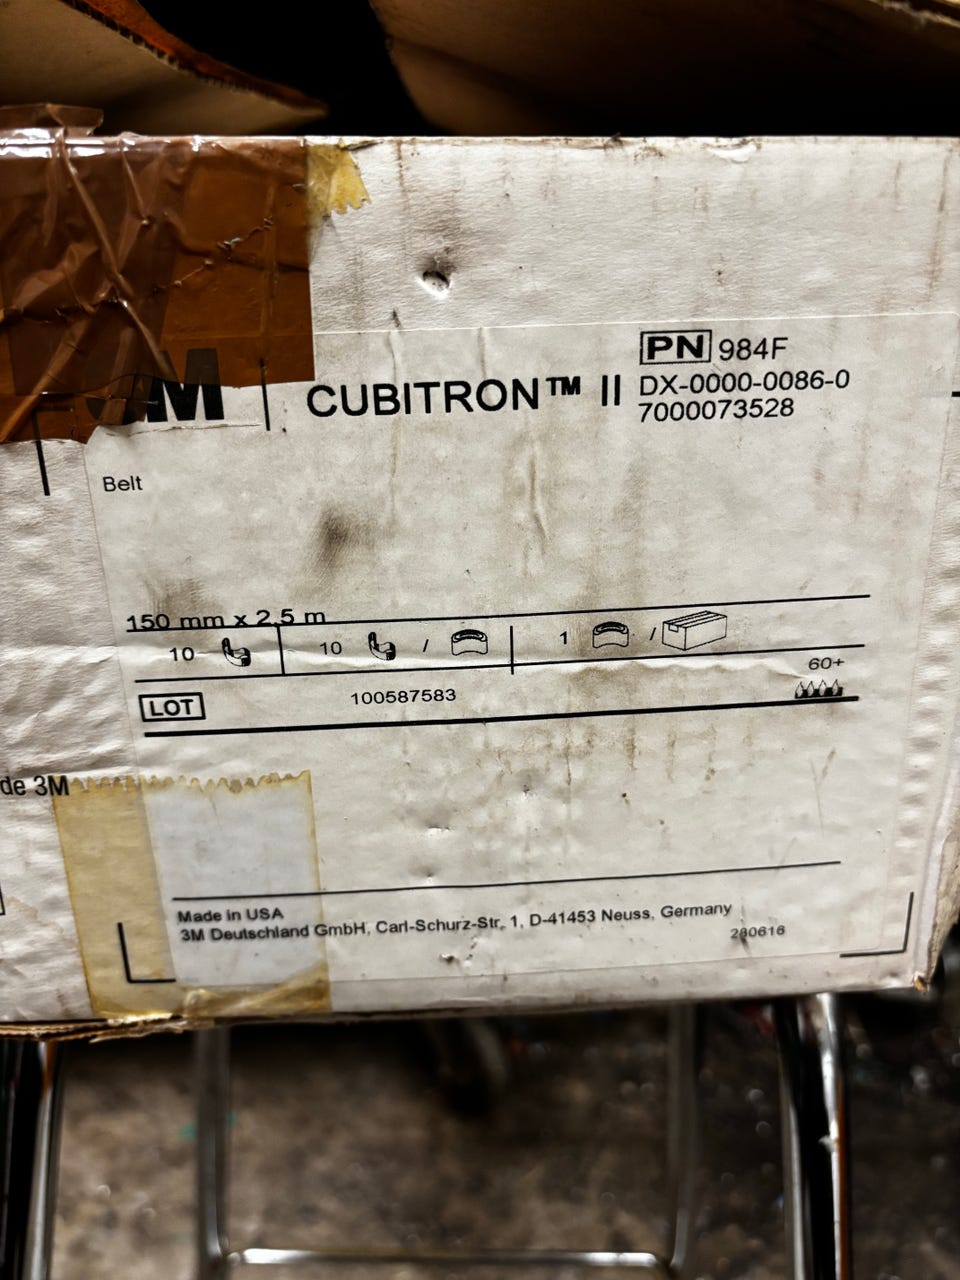 3M
CUBITRON™ II
PN 984F
DX-0000-0086-0
7000073528
Belt
150 mm x 2,5 m
10
10 /
1 /
60+
LOT
100587583
de 3M
Made in USA
3M Deutschland GmbH, Carl-Schurz-Str. 1, D-41453 Neuss, Germany
280616